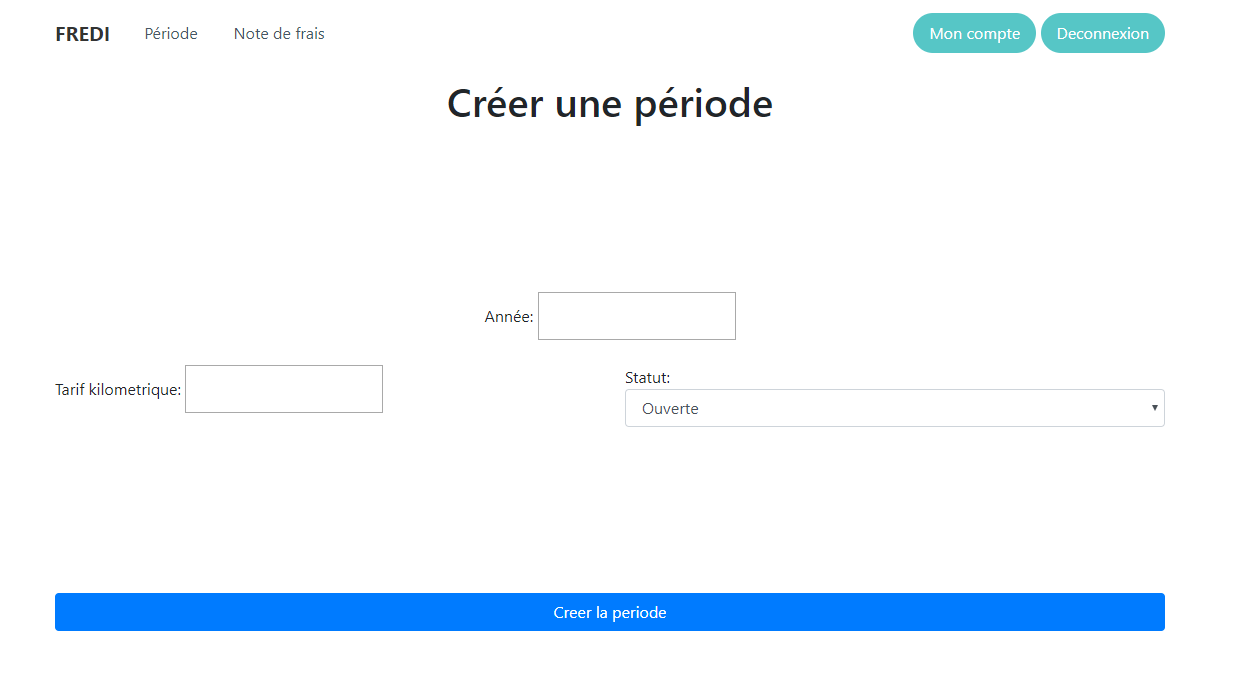 FREDI Période Note de frais Mon compte Deconnexion
Créer une période
Année:
Tarif kilometrique:
Statut:
Ouverte
Creer la periode